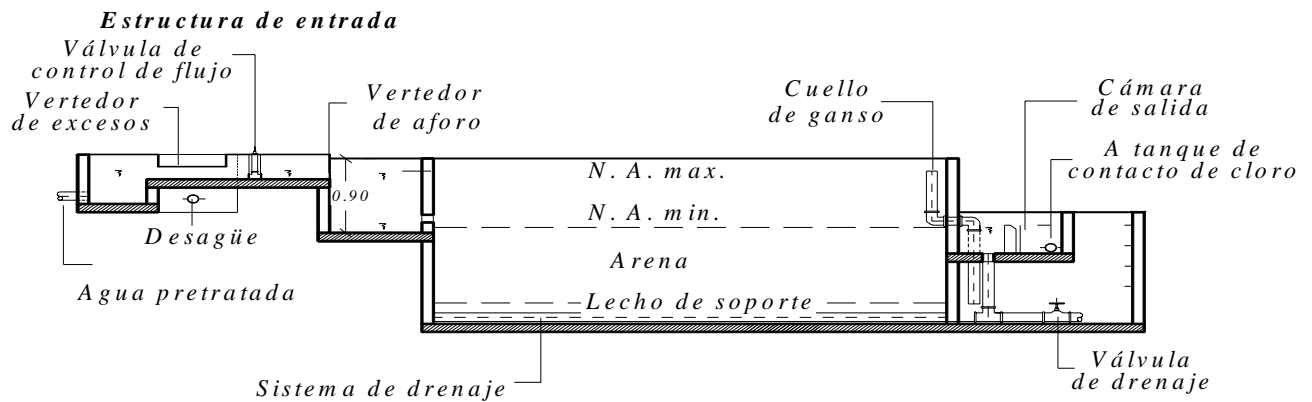 Estructura de entrada
Válvula de
control de flujo
Vertedor
de excesos
Vertedor
de aforo
Cuello
de ganso
Cámara
de salida
A tanque de
contacto de cloro
N. A. max.
0.90
N. A. min.
Desagüe
Arena
Agua pretratada
Lecho de soporte
Sistema de drenaje
Válvula
de drenaje